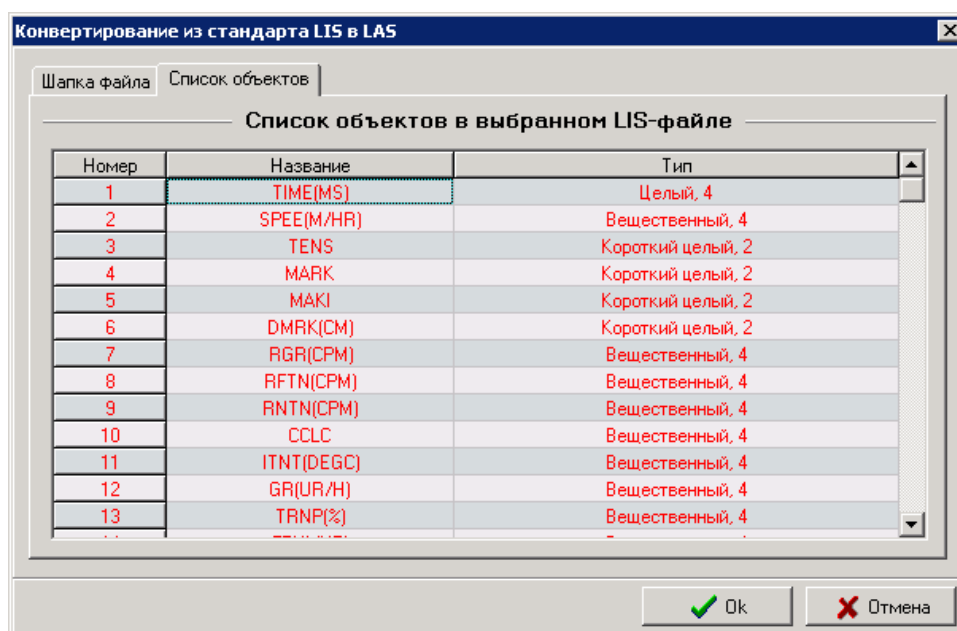 Конвертирование из стандарта LIS в LAS
Шапка файла Список объектов
Список объектов в выбранном LIS-файле
Номер Название Тип
1 TIME(MS) Целый, 4
2 SPEE(M/HR) Вещественный, 4
3 TENS Короткий целый, 2
4 MARK Короткий целый, 2
5 MAKI Короткий целый, 2
6 DMRK(CM) Короткий целый, 2
7 RGR(CPM) Вещественный, 4
8 RFTN(CPM) Вещественный, 4
9 RNTN(CPM) Вещественный, 4
10 CCLC Вещественный, 4
11 ITNT(DEGC) Вещественный, 4
12 GR(UR/H) Вещественный, 4
13 TRNP(%) Вещественный, 4
Ok Отмена